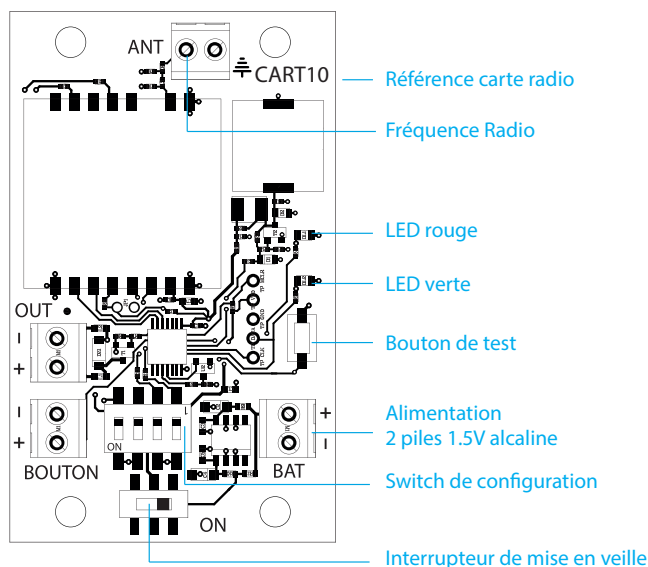 ANT
CART10
Référence carte radio
Fréquence Radio
LED rouge
LED verte
OUT
Bouton de test
-
+
-
+
BOUTON
ON
1
+
-
BAT
Alimentation
2 piles 1.5V alcaline
Switch de configuration
ON
Interrupteur de mise en veille